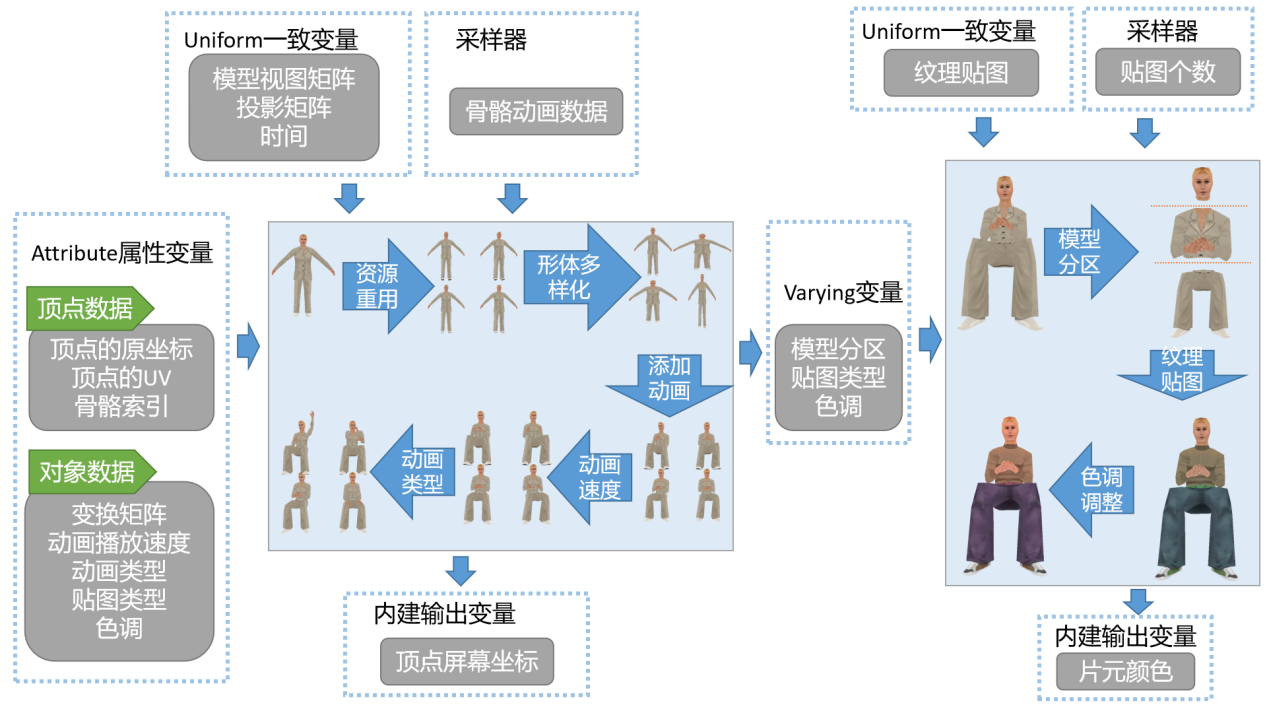 Uniform一致变量
模型视图矩阵
投影矩阵
时间
采样器
骨骼动画数据
Attribute属性变量
顶点数据
顶点的原坐标
顶点的UV
骨骼索引
对象数据
变换矩阵
动画播放速度
动画类型
贴图类型
色调
资源
重用
形体多
样化
添加
动画
动画
速度
动画
类型
内建输出变量
顶点屏幕坐标
Varying变量
模型分区
贴图类型
色调
Uniform一致变量
纹理贴图
采样器
贴图个数
模型
分区
纹理
贴图
色调
调整
内建输出变量
片元颜色